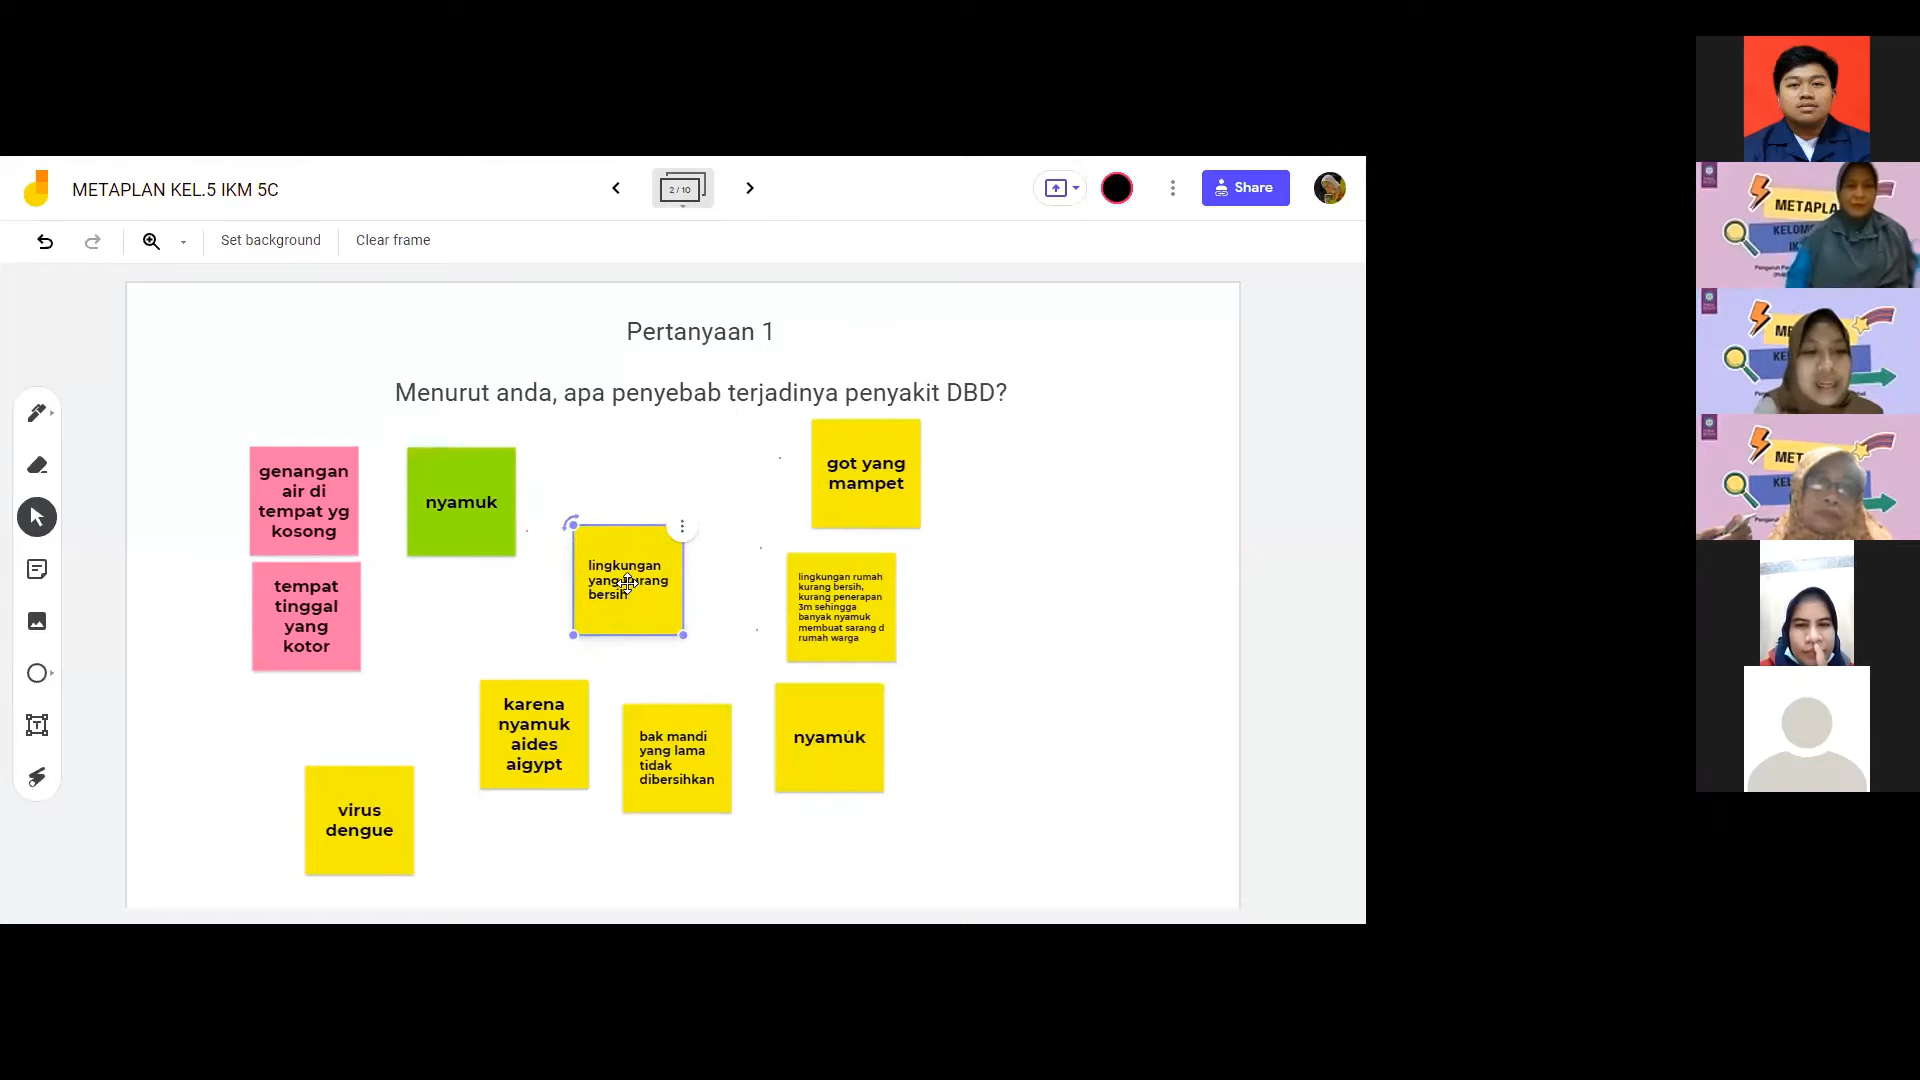 METAPLAN KEL.5 IKM 5C
2 / 10
Share
Set background
Clear frame
Pertanyaan 1
Menurut anda, apa penyebab terjadinya penyakit DBD?
genangan
air di
tempat yg
kosong
nyamuk
got yang
mampet
lingkungan
bersih
lingkungan rumah
kurang bersih,
kurang penerapan
3m sehingga
banyak nyamuk
membuat sarang d
rumah warga
tempat
tinggal
yang
kotor
karena
nyamuk
aides
aigypt
bak mandi
yang lama
tidak
dibersihkan
nyamuk
virus
dengue
METAPLA